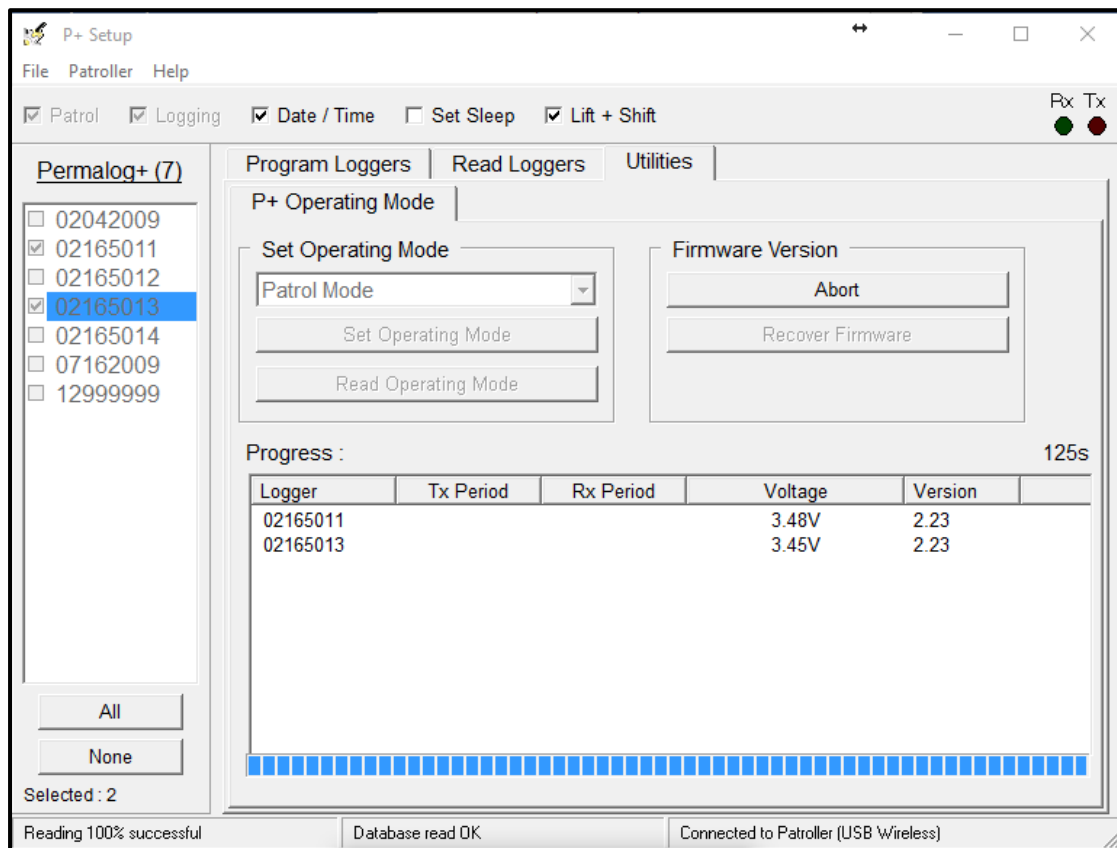 P+ Setup
File Patroller Help
Patrol Logging Date / Time Set Sleep Lift + Shift Rx Tx
Permalog+ (7)
02042009
02165011
02165012
02165013
02165014
07162009
12999999
All
None
Selected : 2
Program Loggers Read Loggers Utilities
P+ Operating Mode
Set Operating Mode
Patrol Mode
Set Operating Mode
Read Operating Mode
Firmware Version
Abort
Recover Firmware
Progress : 125s
Logger Tx Period Rx Period Voltage Version
02165011 3.48V 2.23
02165013 3.45V 2.23
Reading 100% successful Database read OK Connected to Patroller (USB Wireless)